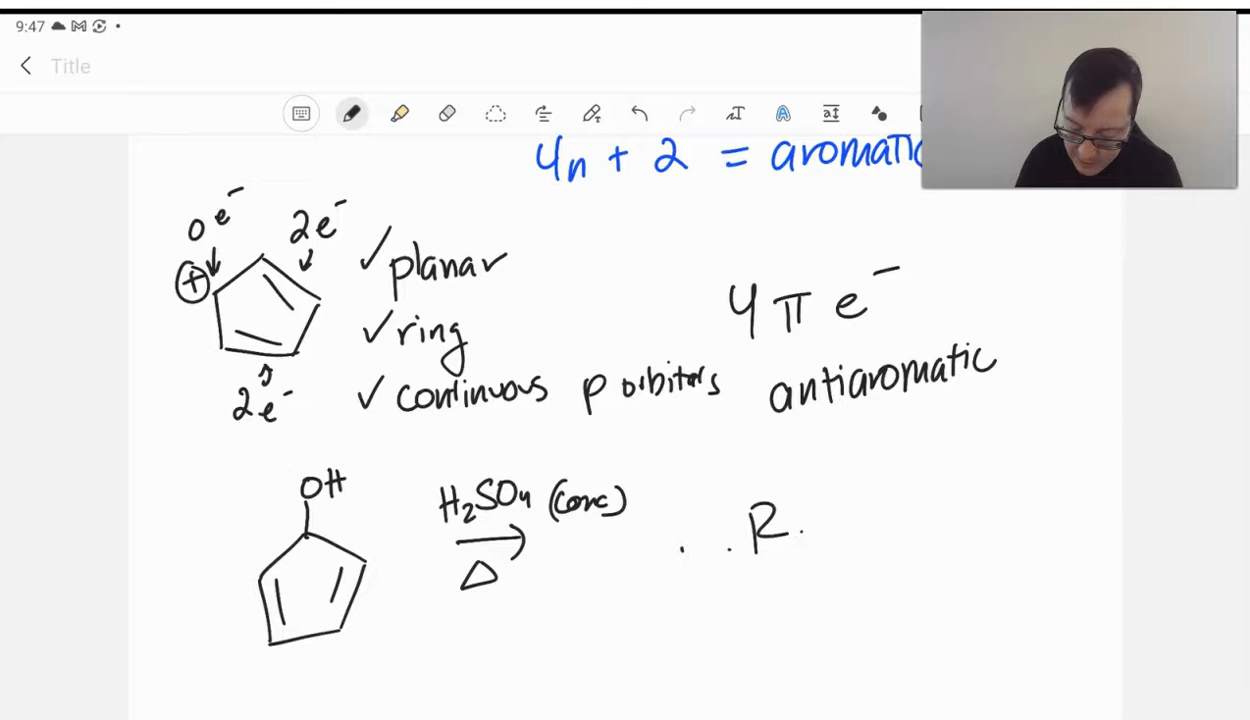 9:47
Title
4n + 2 = aromatic
0 e⁻
2e⁻
✓ planar
⊕
✓ ring
4 π e⁻
✓ continuous p orbitals
antiaromatic
2e⁻
OH
H₂SO₄ (conc)
→
Δ
. . R .